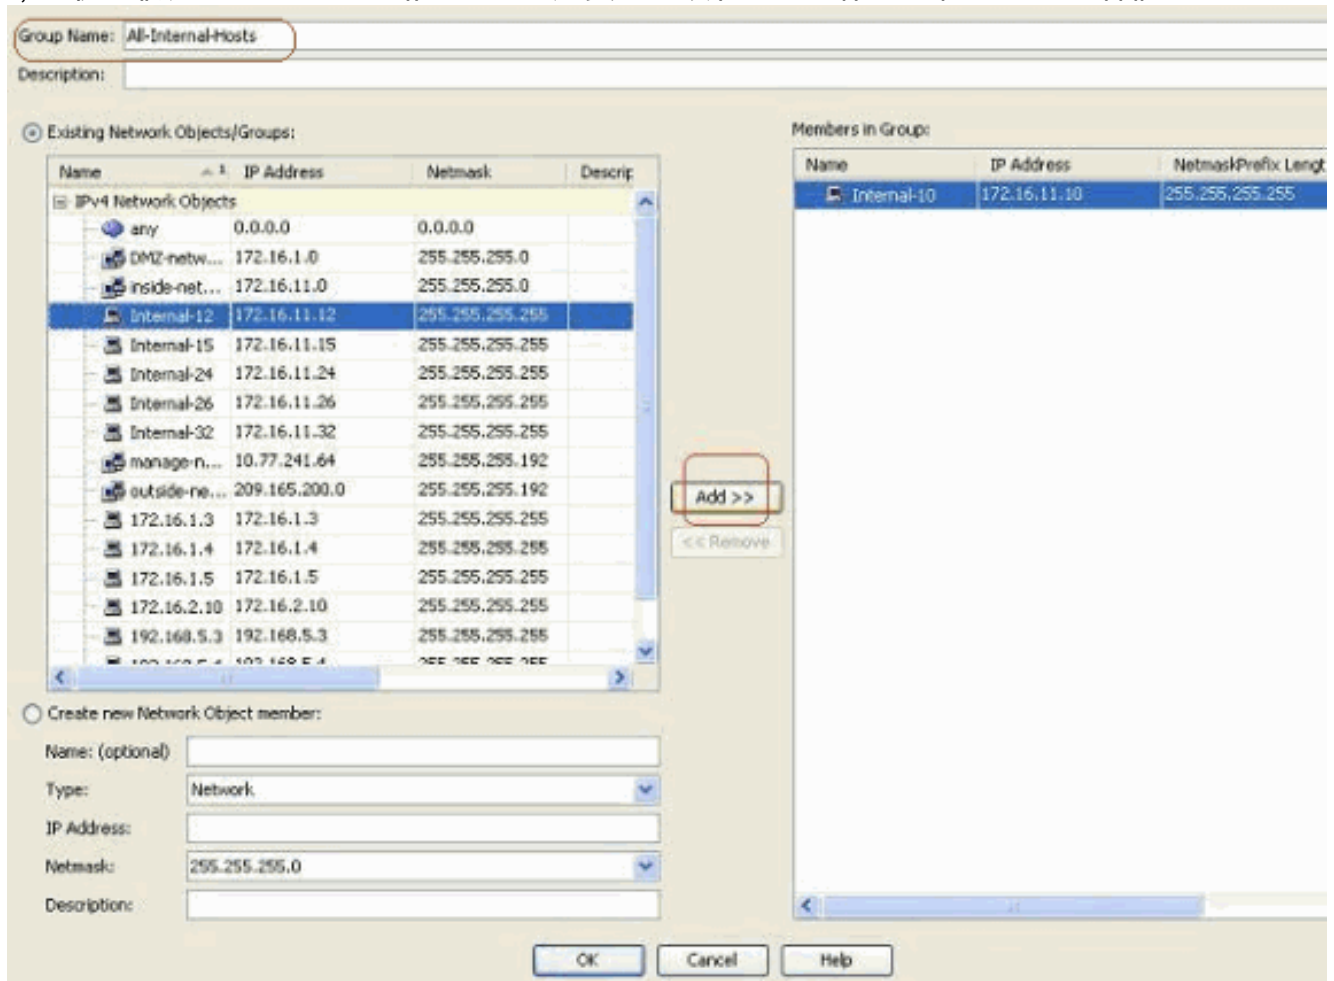 Group Name: All-Internal-Hosts
Description:
Existing Network Objects/Groups:
Name 1 IP Address Netmask Descrip
IPv4 Network Objects
any 0.0.0.0 0.0.0.0
DMZ-netw... 172.16.1.0 255.255.255.0
inside-net... 172.16.11.0 255.255.255.0
Internal-12 172.16.11.12 255.255.255.255
Internal-15 172.16.11.15 255.255.255.255
Internal-24 172.16.11.24 255.255.255.255
Internal-26 172.16.11.26 255.255.255.255
Internal-32 172.16.11.32 255.255.255.255
manage-n... 10.77.241.64 255.255.255.192
outside-ne... 209.165.200.0 255.255.255.192
172.16.1.3 172.16.1.3 255.255.255.255
172.16.1.4 172.16.1.4 255.255.255.255
172.16.1.5 172.16.1.5 255.255.255.255
172.16.2.10 172.16.2.10 255.255.255.255
192.168.5.3 192.168.5.3 255.255.255.255
Add >>
<< Remove
Members in Group:
Name IP Address NetmaskPrefix Lengt
Internal-10 172.16.11.10 255.255.255.255
Create new Network Object member:
Name: (optional)
Type: Network
IP Address:
Netmask: 255.255.255.0
Description:
OK Cancel Help